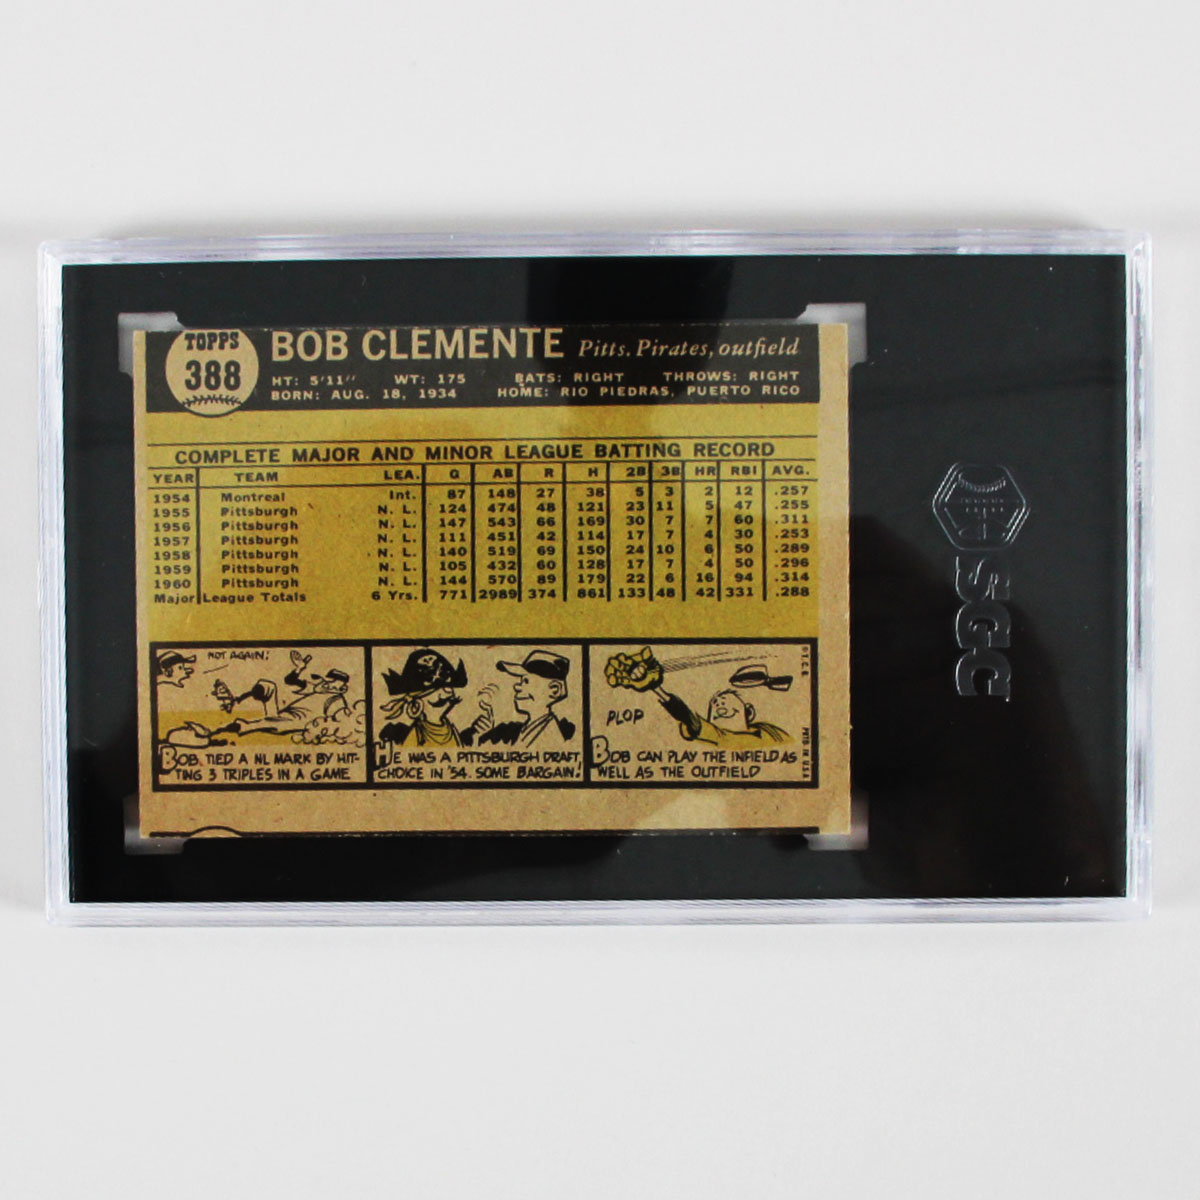 TOPPS
388
BOB CLEMENTE Pitts. Pirates, outfield
HT: 5'11" WT: 175 BATS: RIGHT THROWS: RIGHT
BORN: AUG. 18, 1934 HOME: RIO PIEDRAS, PUERTO RICO
COMPLETE MAJOR AND MINOR LEAGUE BATTING RECORD
YEAR TEAM LEA. G AB R H 2B 3B HR RBI AVG.
1954 Montreal Int. 87 148 27 38 5 3 2 12 .257
1955 Pittsburgh N. L. 124 474 48 121 23 11 5 47 .255
1956 Pittsburgh N. L. 147 543 66 169 30 7 7 60 .311
1957 Pittsburgh N. L. 111 451 42 114 17 7 4 30 .253
1958 Pittsburgh N. L. 140 519 69 150 24 10 6 50 .289
1959 Pittsburgh N. L. 105 432 60 128 17 7 4 50 .296
1960 Pittsburgh N. L. 144 570 89 179 22 6 16 94 .314
Major League Totals 6 Yrs. 771 2989 374 861 133 48 42 331 .288
NOT AGAIN!
BOB, TIED A NL MARK BY HIT-
TING 3 TRIPLES IN A GAME
HE WAS A PITTSBURGH DRAFT
CHOICE IN '54. SOME BARGAIN!
PLOP
BOB CAN PLAY THE INFIELD AS
WELL AS THE OUTFIELD
©T.C.G. PRTD. IN U.S.A.
SGC